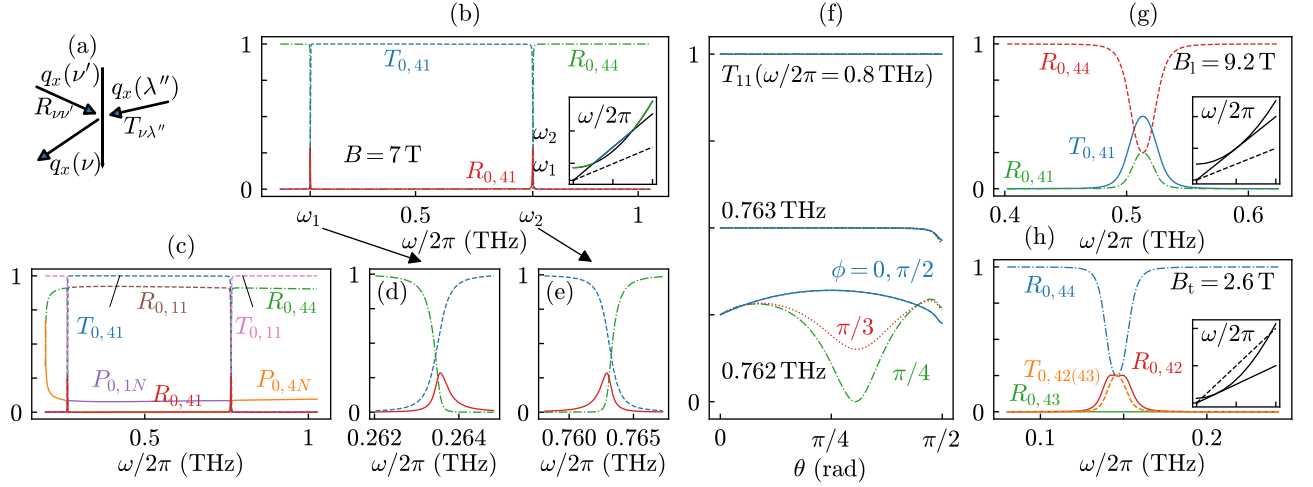 (a)
q_x(ν′)
q_x(λ″)
R_νν′
T_νλ″
q_x(ν)
(b)
1
0
T_0,41
R_0,44
B = 7 T
R_0,41
ω/2π
ω_2
ω_1
ω_1
0.5
ω_2
1
ω/2π (THz)
(c)
1
0
R_0,11
R_0,44
T_0,41
T_0,11
P_0,1N
R_0,41
P_0,4N
0.5
1
ω/2π (THz)
(d)
1
0
0.262
0.264
ω/2π (THz)
(e)
1
0
0.760
0.765
ω/2π (THz)
(f)
1
0
T_11(ω/2π = 0.8 THz)
0.763 THz
ϕ = 0, π/2
π/3
0.762 THz
π/4
0
π/4
π/2
θ (rad)
(g)
1
0
R_0,44
B_l = 9.2 T
ω/2π
T_0,41
R_0,41
0.4
0.5
0.6
ω/2π (THz)
(h)
1
0
R_0,44
B_t = 2.6 T
ω/2π
T_0,42(43)
R_0,42
R_0,43
0.1
0.2
ω/2π (THz)